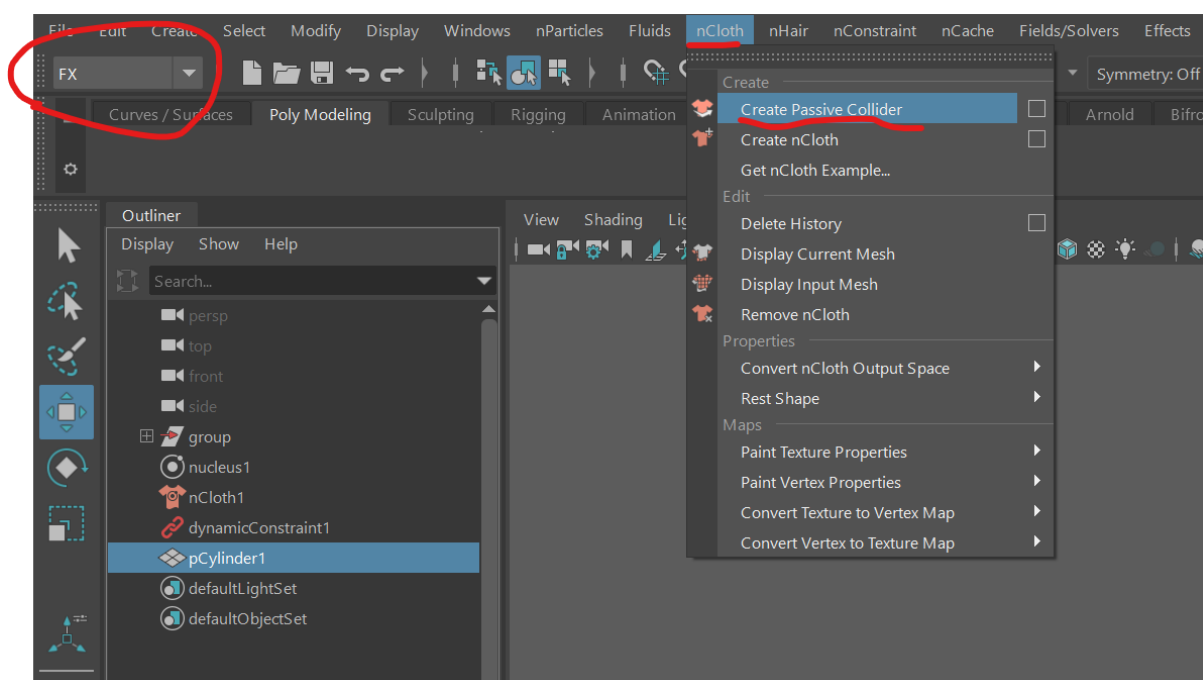 File Edit Create Select Modify Display Windows nParticles Fluids nCloth nHair nConstraint nCache Fields/Solvers Effects
FX
Symmetry: Off
Curves / Surfaces Poly Modeling Sculpting Rigging Animation Arnold Bifro
Create
Create Passive Collider
Create nCloth
Get nCloth Example...
Edit
Delete History
Display Current Mesh
Display Input Mesh
Remove nCloth
Properties
Convert nCloth Output Space
Rest Shape
Maps
Paint Texture Properties
Paint Vertex Properties
Convert Texture to Vertex Map
Convert Vertex to Texture Map
Outliner
Display Show Help
Search...
persp
top
front
side
group
nucleus1
nCloth1
dynamicConstraint1
pCylinder1
defaultLightSet
defaultObjectSet
View Shading Lig